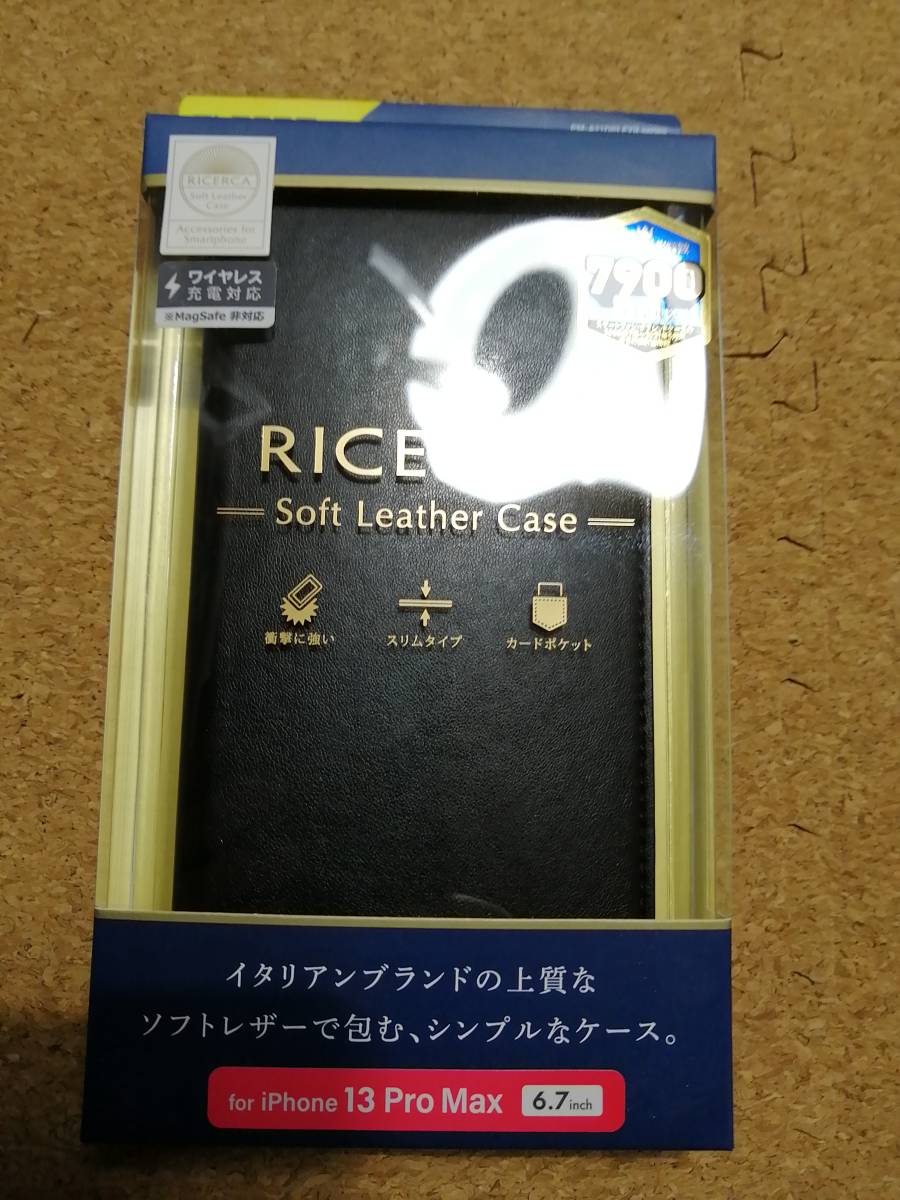 RICERCA
Soft Leather
Case
Accessories for
Smartphone
ワイヤレス
充電対応
※MagSafe 非対応
7900
RICE
Soft Leather Case
衝撃に強い
スリムタイプ
カードポケット
イタリアンブランドの上質な
ソフトレザーで包む、シンプルなケース。
for iPhone 13 Pro Max 6.7inch